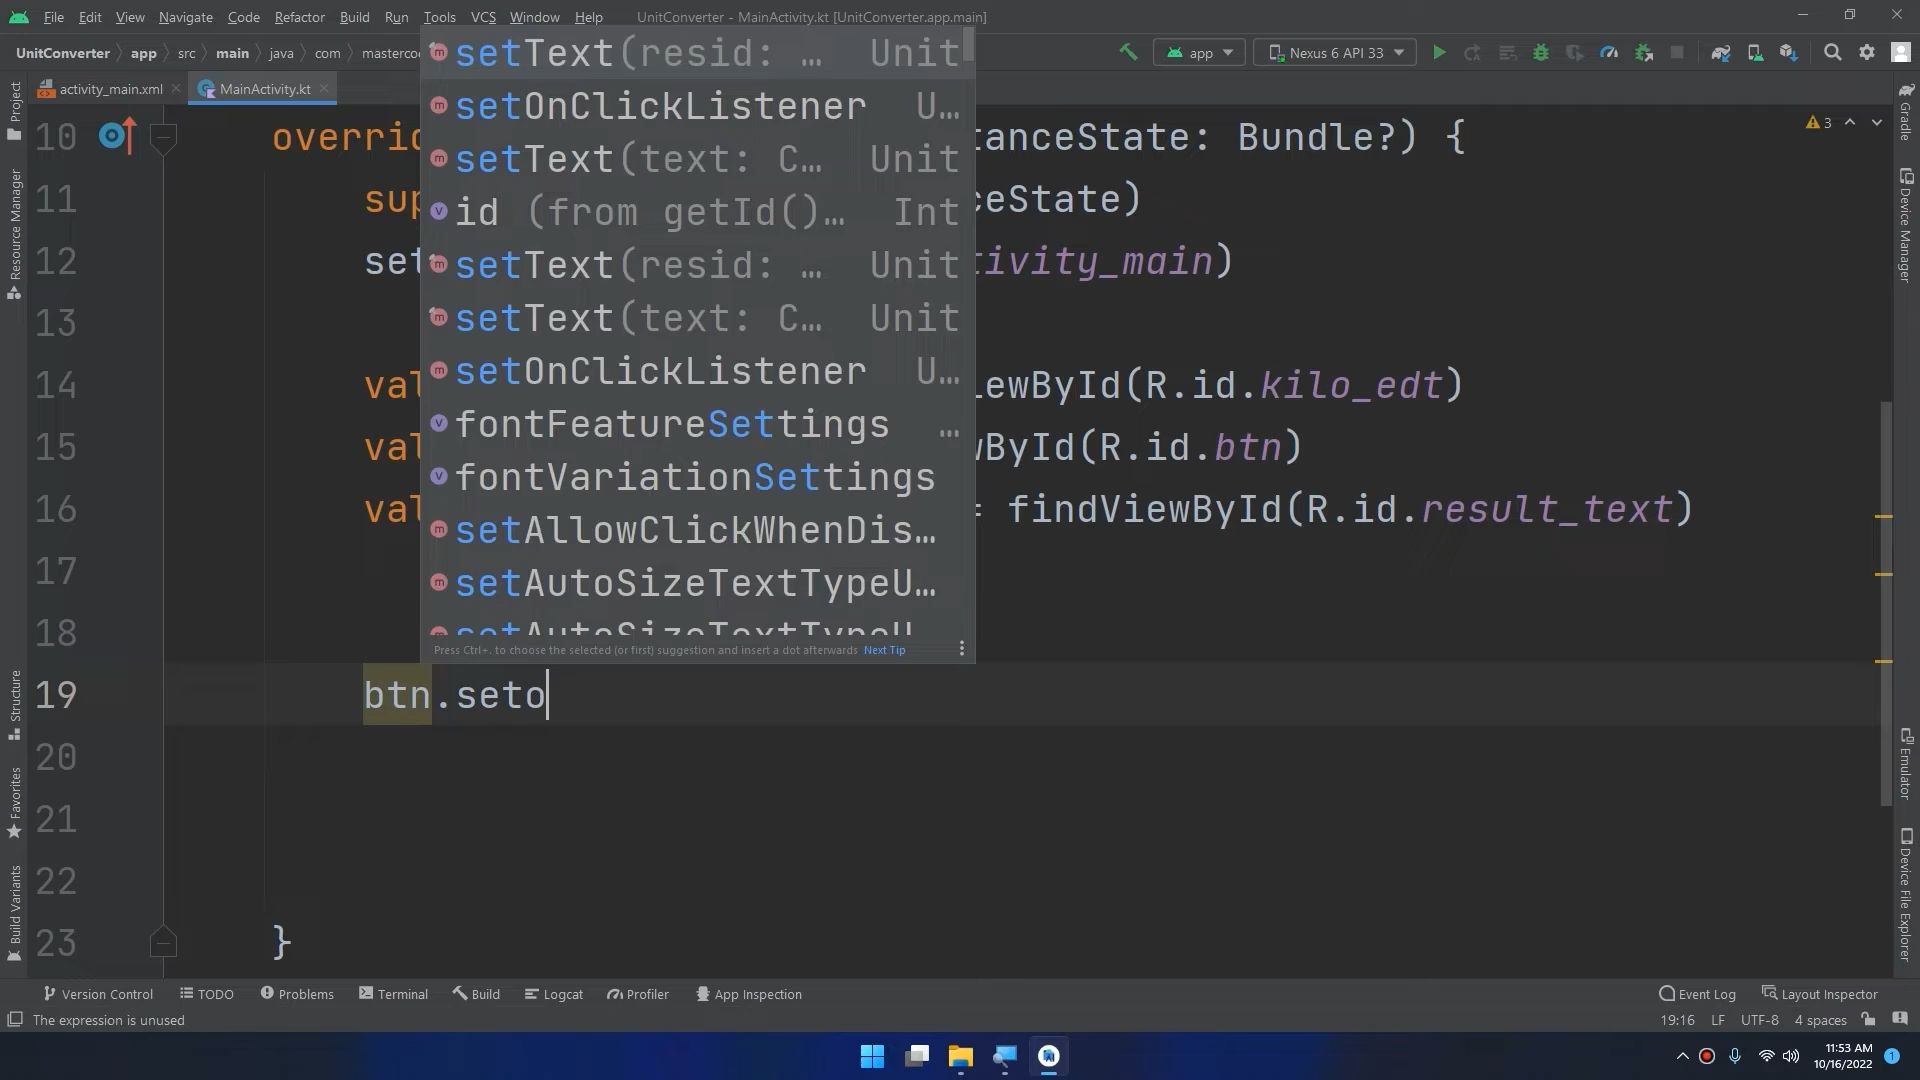 File Edit View Navigate Code Refactor Build Run Tools VCS Window Help UnitConverter - MainActivity.kt [UnitConverter.app.main]
UnitConverter app src main java com masterco app Nexus 6 API 33
activity_main.xml MainActivity.kt
setText(resid: … Unit
setOnClickListener U…
setText(text: C… Unit
id (from getId()… Int
setText(resid: … Unit
setText(text: C… Unit
setOnClickListener U…
fontFeatureSettings …
fontVariationSettings
setAllowClickWhenDis…
setAutoSizeTextTypeU…
setAutoSizeTextTypeU
Press Ctrl+. to choose the selected (or first) suggestion and insert a dot afterwards Next Tip
10 overrid tanceState: Bundle?) {
11 sup ceState)
12 set tivity_main)
13
14 val iewById(R.id.kilo_edt)
15 val wById(R.id.btn)
16 val = findViewById(R.id.result_text)
17
18
19 btn.seto
20
21
22
23 }
3
Project
Resource Manager
Structure
Favorites
Build Variants
Gradle
Device Manager
Emulator
Device File Explorer
Version Control TODO Problems Terminal Build Logcat Profiler App Inspection Event Log Layout Inspector
The expression is unused 19:16 LF UTF-8 4 spaces
11:53 AM
10/16/2022
1